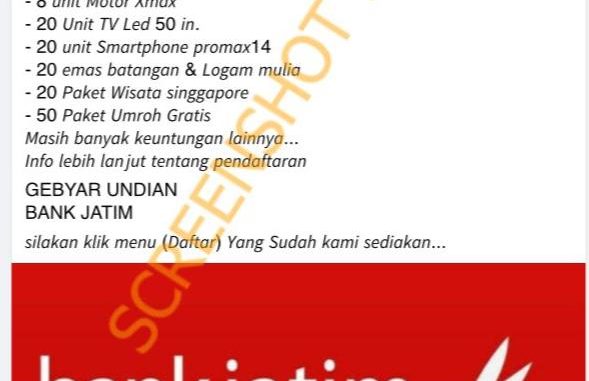 - 8 unit Motor Xmax
- 20 Unit TV Led 50 in.
- 20 unit Smartphone promax14
- 20 emas batangan & Logam mulia
- 20 Paket Wisata singgapore
- 50 Paket Umroh Gratis
Masih banyak keuntungan lainnya...
Info lebih lanjut tentang pendaftaran
GEBYAR UNDIAN
BANK JATIM
silakan klik menu (Daftar) Yang Sudah kami sediakan...
SCREENSHOT
bank jatim